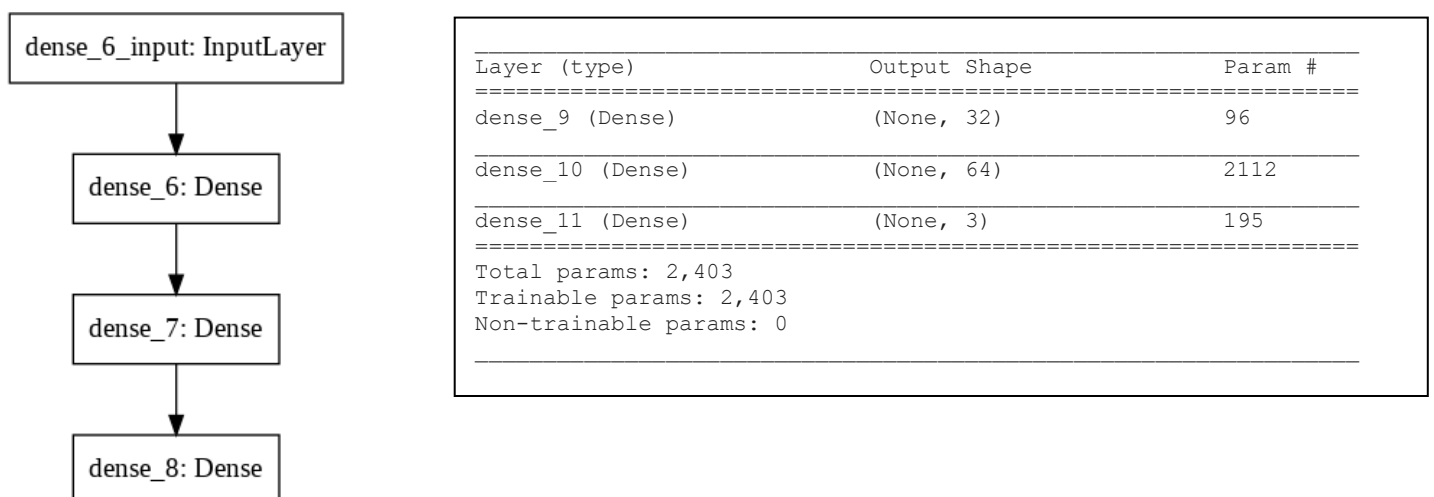 dense_6_input: InputLayer
dense_6: Dense
dense_7: Dense
dense_8: Dense
Layer (type) Output Shape Param #
dense_9 (Dense) (None, 32) 96
dense_10 (Dense) (None, 64) 2112
dense_11 (Dense) (None, 3) 195
Total params: 2,403
Trainable params: 2,403
Non-trainable params: 0